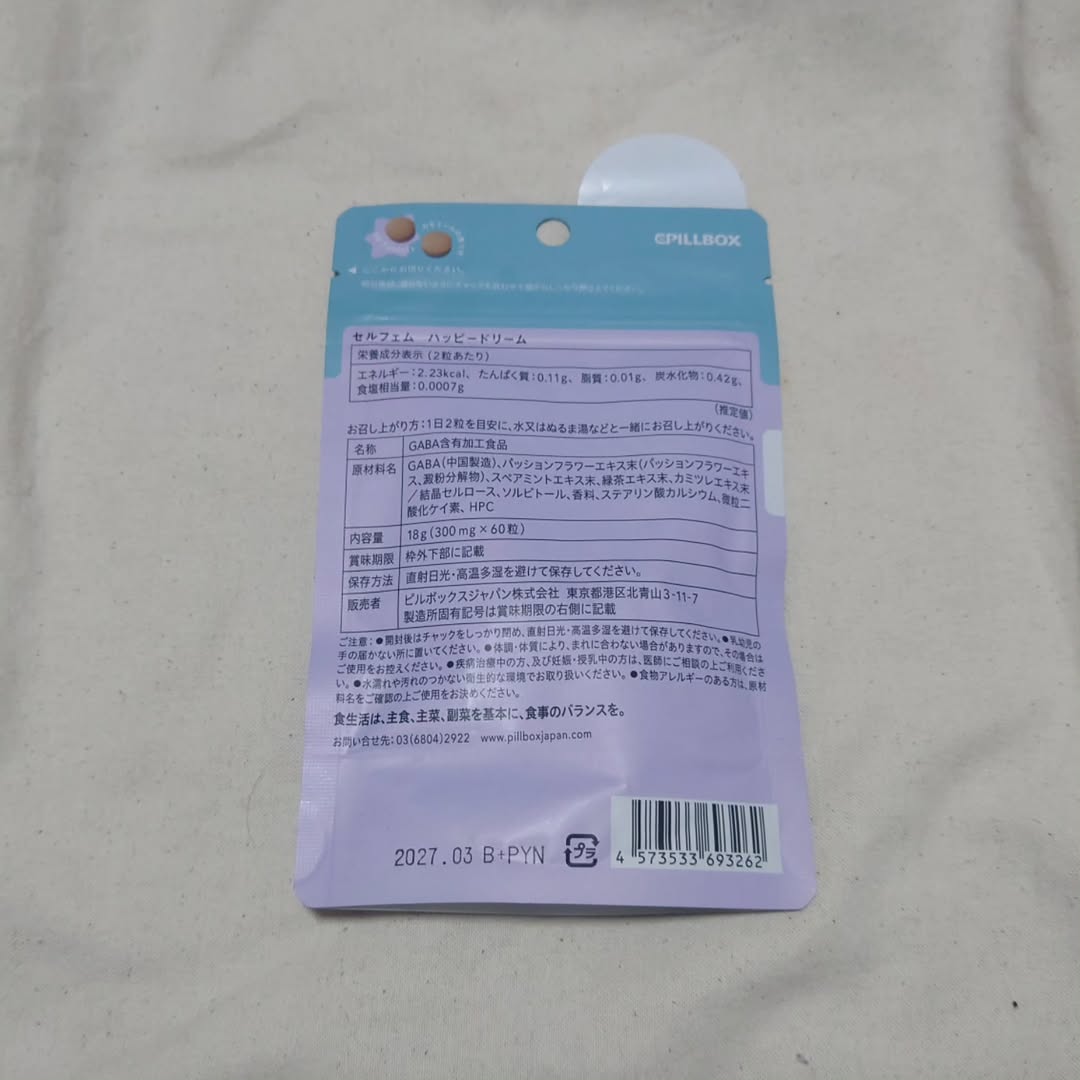 PILLBOX
セルフェム ハッピードリーム
栄養成分表示(2粒あたり)
エネルギー:2.23kcal、たんぱく質:0.11g、脂質:0.01g、炭水化物:0.42g、
食塩相当量:0.0007g
(推定値)
お召し上がり方:1日2粒を目安に、水又はぬるま湯などと一緒にお召し上がりください。
名称 GABA含有加工食品
原材料名 GABA(中国製造)、パッションフラワーエキス末(パッションフラワーエキ
ス、澱粉分解物)、スペアミントエキス末、緑茶エキス末、カミツレエキス末
/結晶セルロース、ソルビトール、香料、ステアリン酸カルシウム、微粒二
酸化ケイ素、HPC
内容量 18g(300mg×60粒)
賞味期限 枠外下部に記載
保存方法 直射日光・高温多湿を避けて保存してください。
販売者 ピルボックスジャパン株式会社 東京都港区北青山3-11-7
製造所固有記号は賞味期限の右側に記載
ご注意:●開封後はチャックをしっかり閉め、直射日光・高温多湿を避けて保存してください。●乳幼児の
手の届かない所に置いてください。●体調・体質により、まれに合わない場合がありますので、その場合は
ご使用をお控えください。●疾病治療中の方、及び妊娠・授乳中の方は、医師にご相談の上ご利用くださ
い。●水濡れや汚れのつかない衛生的な環境でお取り扱いください。●食物アレルギーのある方は、原材
料名をご確認の上ご使用をお決めください。
食生活は、主食、主菜、副菜を基本に、食事のバランスを。
お問い合せ先:03(6804)2922 www.pillboxjapan.com
2027.03 B+PYN
プラ
4 573533 693262